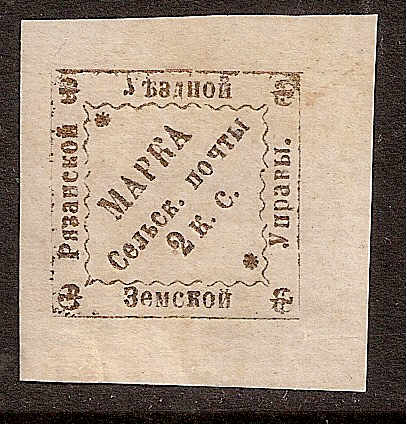 Рязанской
Уѣздной
Земской
Управы.
МАРКА
Сельск. почты
2 к. с.